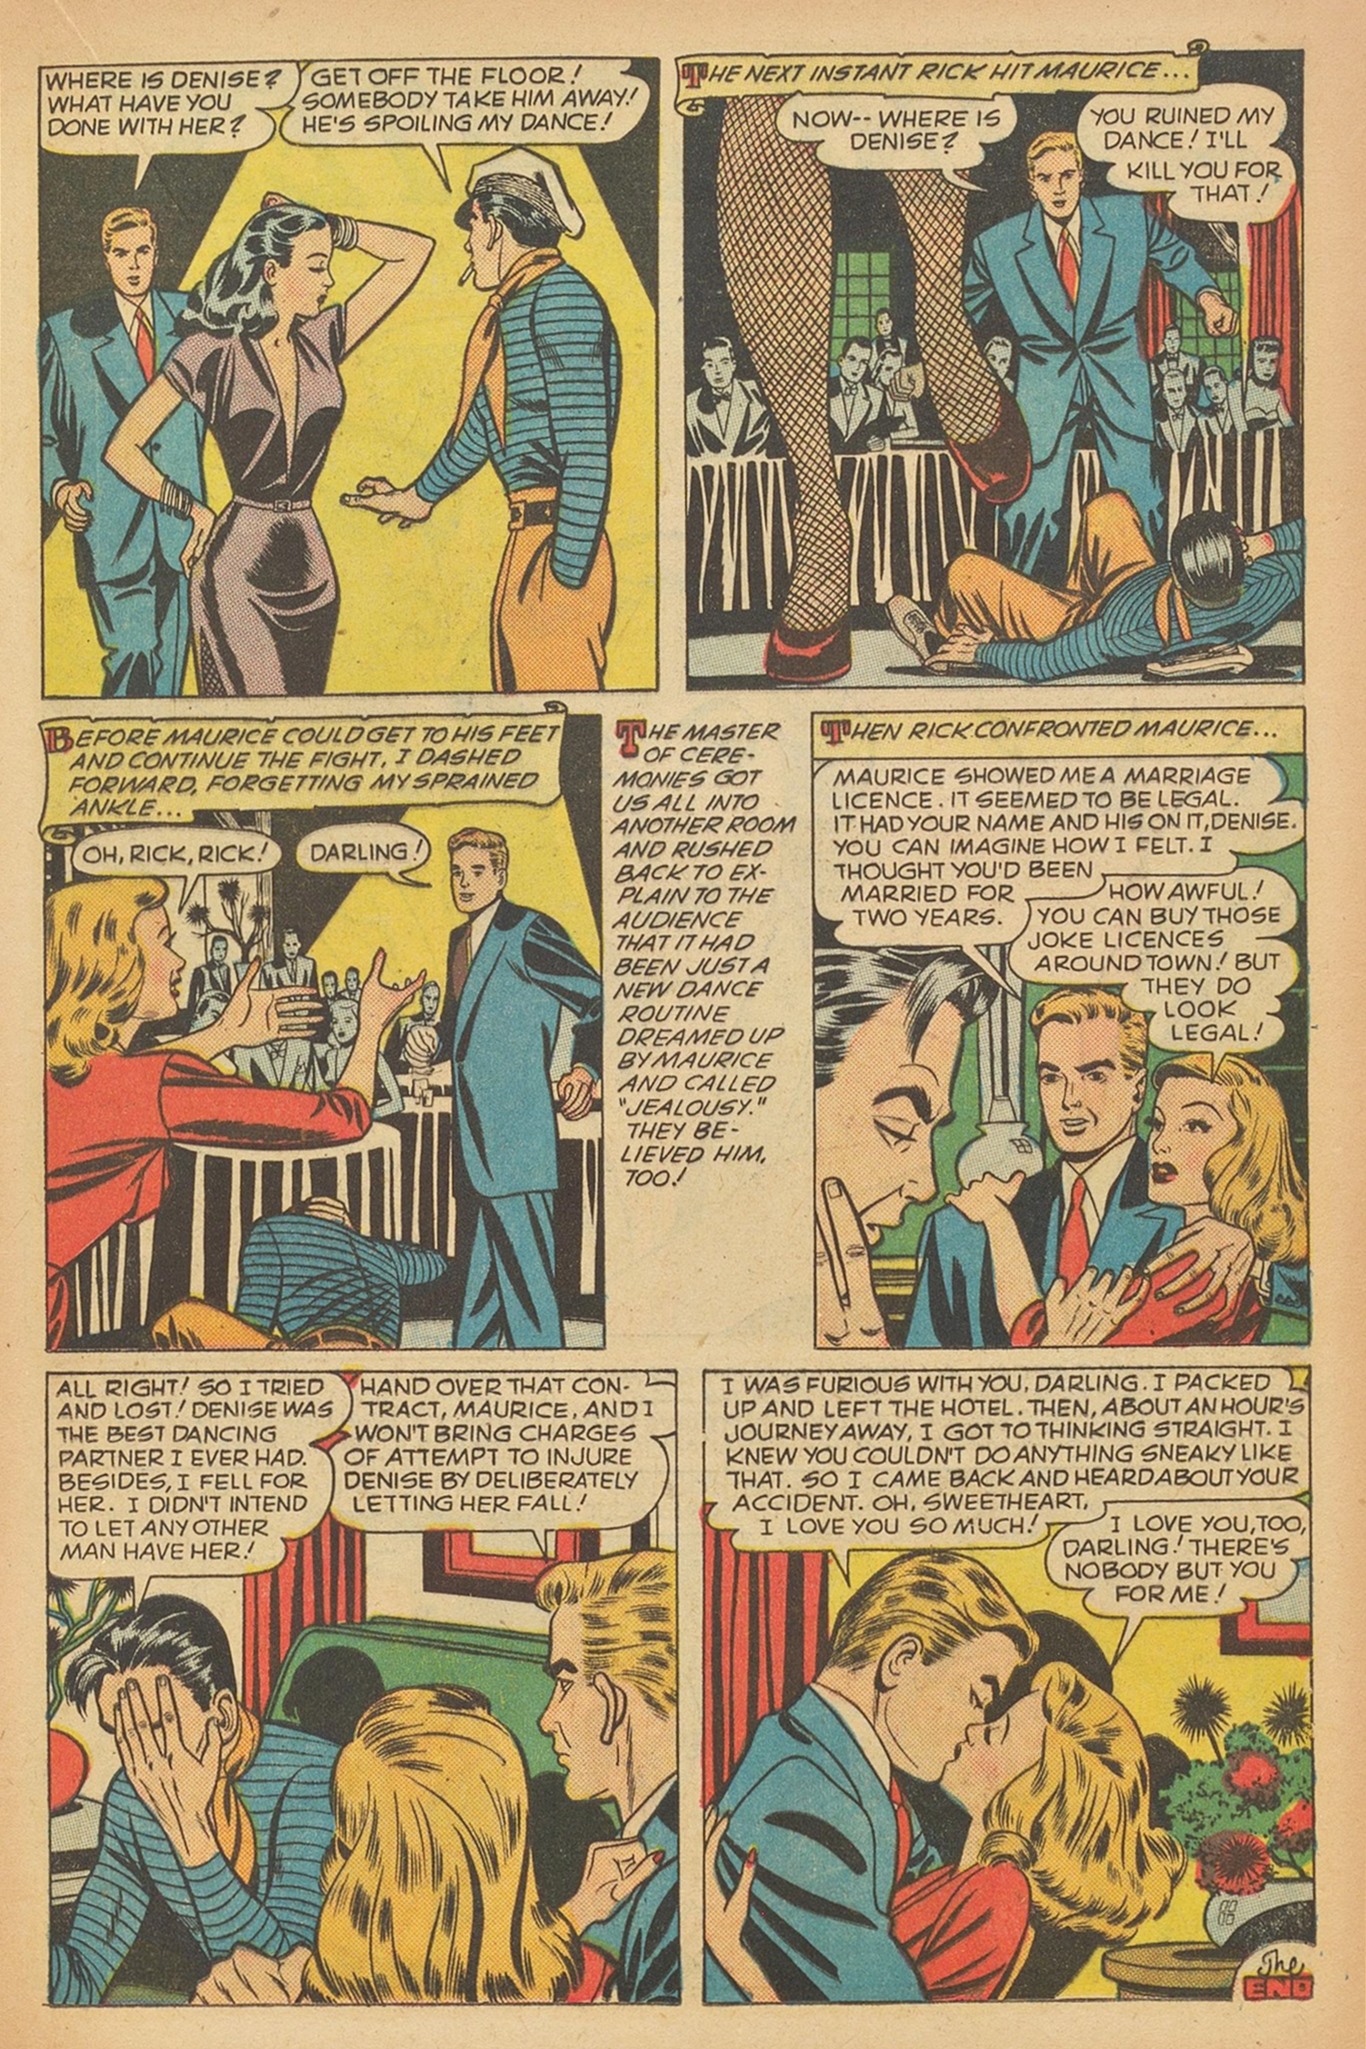 WHERE IS DENISE?
WHAT HAVE YOU
DONE WITH HER?
GET OFF THE FLOOR!
SOMEBODY TAKE HIM AWAY!
HE'S SPOILING MY DANCE!
THE NEXT INSTANT RICK HIT MAURICE...
NOW-- WHERE IS
DENISE?
YOU RUINED MY
DANCE! I'LL
KILL YOU FOR
THAT!
BEFORE MAURICE COULD GET TO HIS FEET
AND CONTINUE THE FIGHT, I DASHED
FORWARD, FORGETTING MY SPRAINED
ANKLE...
OH, RICK, RICK!
DARLING!
THE MASTER
OF CERE-
MONIES GOT
US ALL INTO
ANOTHER ROOM
AND RUSHED
BACK TO EX-
PLAIN TO THE
AUDIENCE
THAT IT HAD
BEEN JUST A
NEW DANCE
ROUTINE
DREAMED UP
BY MAURICE
AND CALLED
"JEALOUSY."
THEY BE-
LIEVED HIM,
TOO!
THEN RICK CONFRONTED MAURICE...
MAURICE SHOWED ME A MARRIAGE
LICENCE. IT SEEMED TO BE LEGAL.
IT HAD YOUR NAME AND HIS ON IT, DENISE.
YOU CAN IMAGINE HOW I FELT. I
THOUGHT YOU'D BEEN
MARRIED FOR
TWO YEARS.
HOW AWFUL!
YOU CAN BUY THOSE
JOKE LICENCES
AROUND TOWN! BUT
THEY DO
LOOK
LEGAL!
ALL RIGHT! SO I TRIED
AND LOST! DENISE WAS
THE BEST DANCING
PARTNER I EVER HAD.
BESIDES, I FELL FOR
HER. I DIDN'T INTEND
TO LET ANY OTHER
MAN HAVE HER!
HAND OVER THAT CON-
TRACT, MAURICE, AND I
WON'T BRING CHARGES
OF ATTEMPT TO INJURE
DENISE BY DELIBERATELY
LETTING HER FALL!
I WAS FURIOUS WITH YOU, DARLING. I PACKED
UP AND LEFT THE HOTEL. THEN, ABOUT AN HOUR'S
JOURNEY AWAY, I GOT TO THINKING STRAIGHT. I
KNEW YOU COULDN'T DO ANYTHING SNEAKY LIKE
THAT. SO I CAME BACK AND HEARD ABOUT YOUR
ACCIDENT. OH, SWEETHEART,
I LOVE YOU SO MUCH!
I LOVE YOU, TOO,
DARLING! THERE'S
NOBODY BUT YOU
FOR ME!
The
END